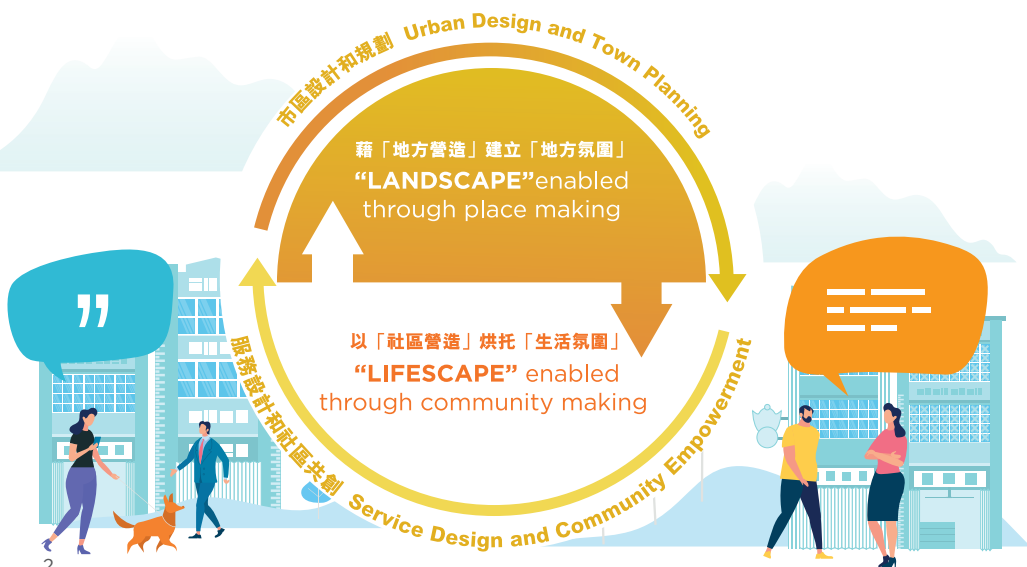 市區設計和規劃 Urban Design and Town Planning
藉「地方營造」建立「地方氛圍」
“LANDSCAPE”enabled
through place making
以「社區營造」烘托「生活氛圍」
“LIFESCAPE” enabled
through community making
服務設計和社區共創 Service Design and Community Empowerment
2